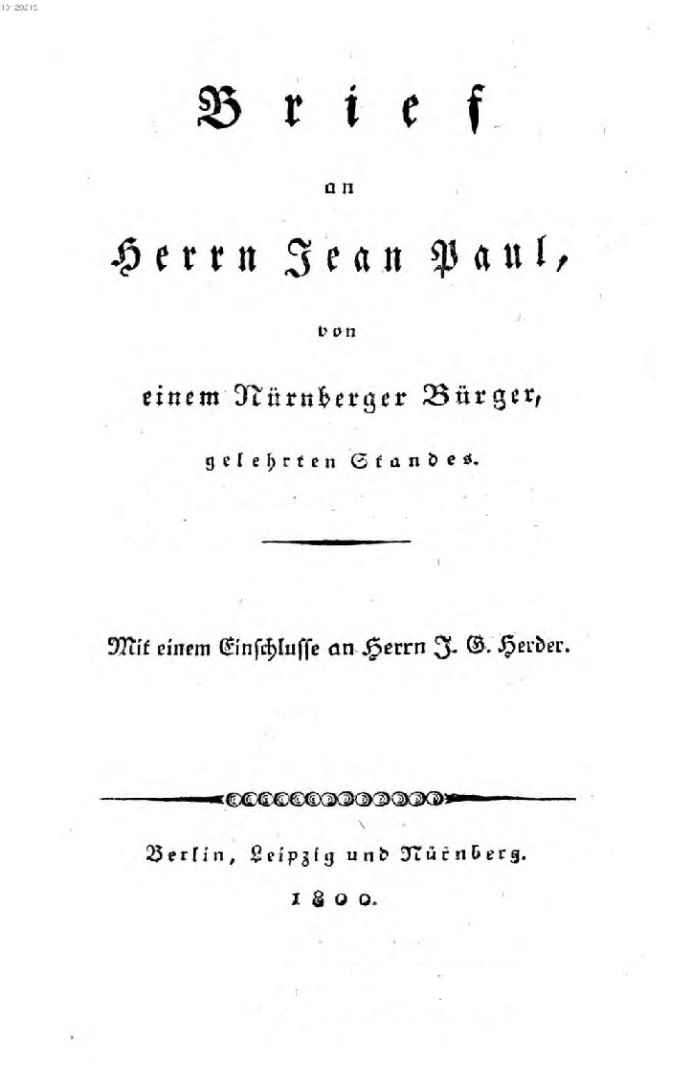 Brief
an
Herrn Jean Paul,
von
einem Nürnberger Bürger,
gelehrten Standes.
Mit einem Einschlusse an Herrn J. G. Herder.
Berlin, Leipzig und Nürnberg.
1800.